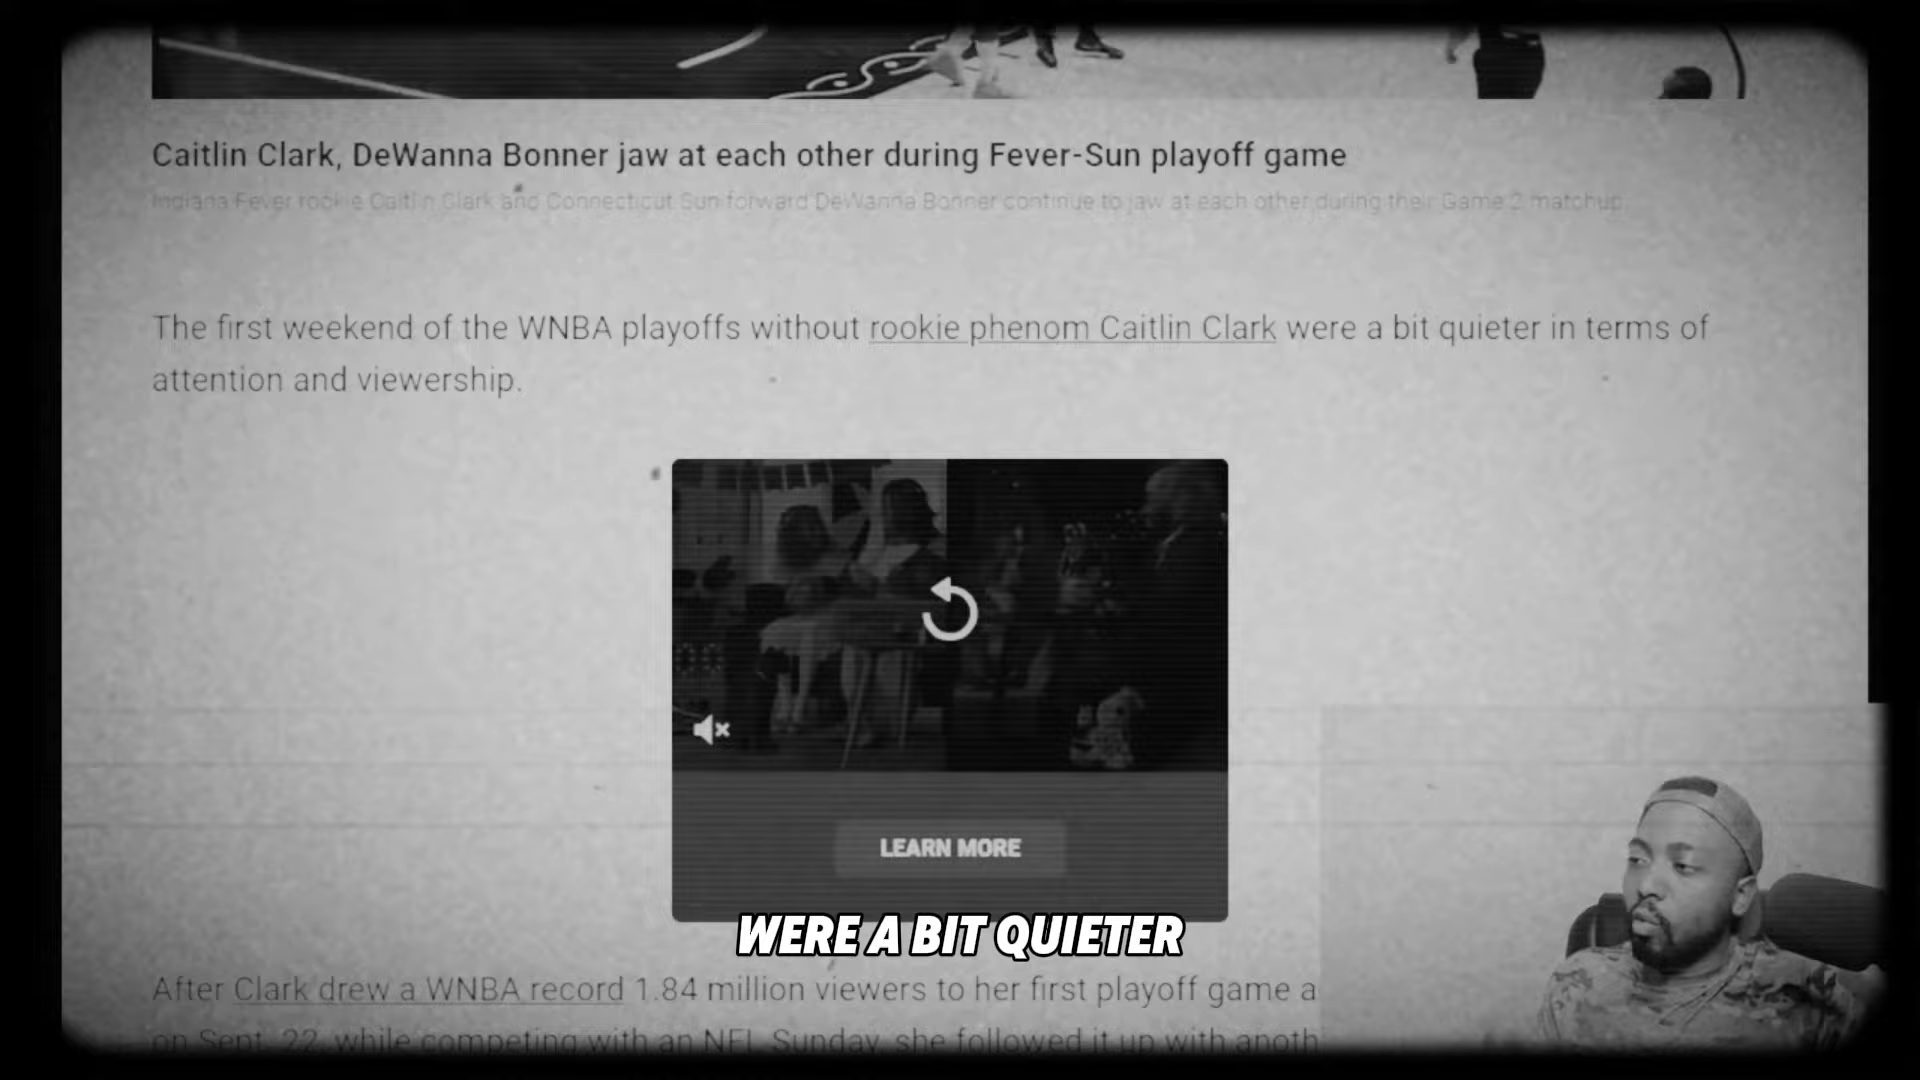 Caitlin Clark, DeWanna Bonner jaw at each other during Fever-Sun playoff game
Indiana Fever rookie Caitlin Clark and Connecticut Sun forward DeWanna Bonner continue to jaw at each other during their Game 2 matchup.
The first weekend of the WNBA playoffs without rookie phenom Caitlin Clark were a bit quieter in terms of
attention and viewership.
LEARN MORE
WERE A BIT QUIETER
After Clark drew a WNBA record 1.84 million viewers to her first playoff game a
on Sept. 22, while competing with an NFL Sunday, she followed it up with anoth